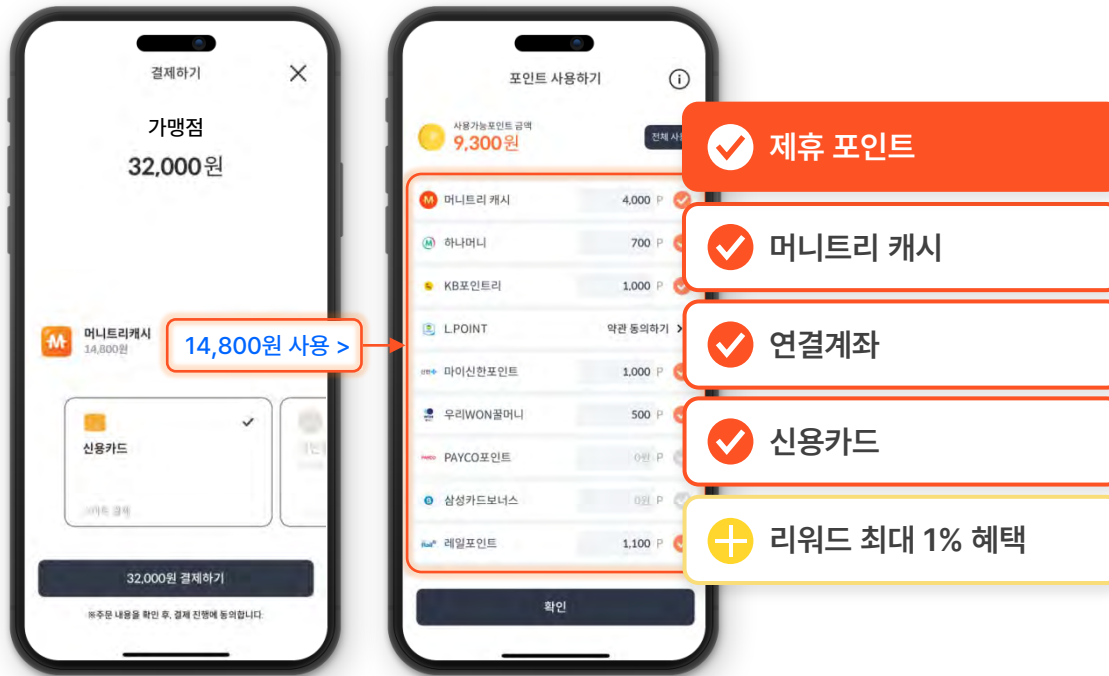 결제하기
가맹점
32,000원
머니트리캐시
14,800원
14,800원 사용 >
신용카드
32,000원 결제하기
※주문 내용을 확인 후, 결제 진행에 동의합니다
포인트 사용하기
사용가능포인트 금액
9,300원
전체 사
머니트리 캐시 4,000 P
하나머니 700 P
KB포인트리 1,000 P
L.POINT 약관 동의하기 >
마이신한포인트 1,000 P
우리WON꿀머니 500 P
PAYCO포인트 0원 P
삼성카드보너스 0원 P
레일포인트 1,100 P
확인
제휴 포인트
머니트리 캐시
연결계좌
신용카드
리워드 최대 1% 혜택